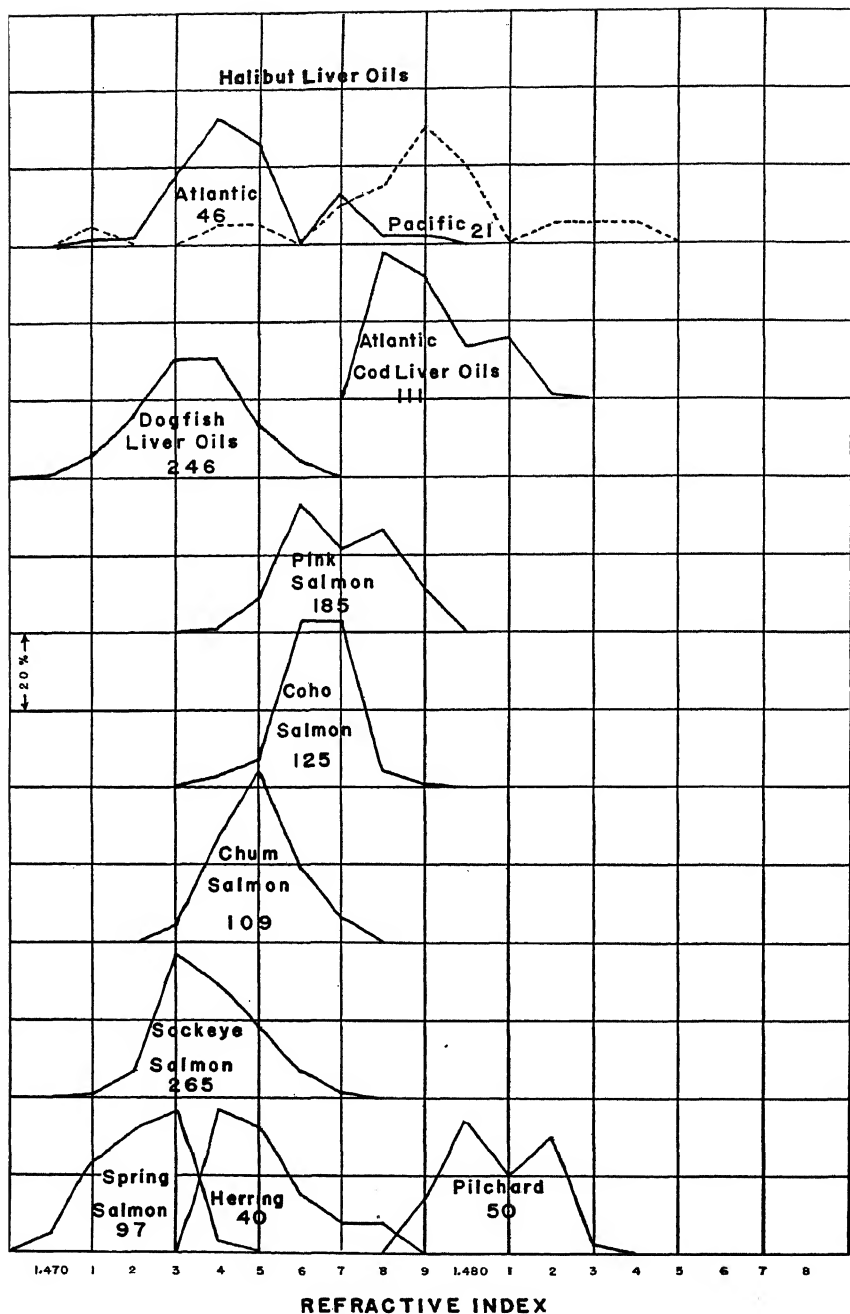 Halibut Liver Oils
Atlantic
46
Pacific 21
Atlantic
Cod Liver Oils
111
Dogfish
Liver Oils
246
Pink
Salmon
185
20%
Coho
Salmon
125
Chum
Salmon
109
Sockeye
Salmon
265
Spring
Salmon
97
Herring
40
Pilchard
50
1.470 1 2 3 4 5 6 7 8 9 1.480 1 2 3 4 5 6 7 8
REFRACTIVE INDEX